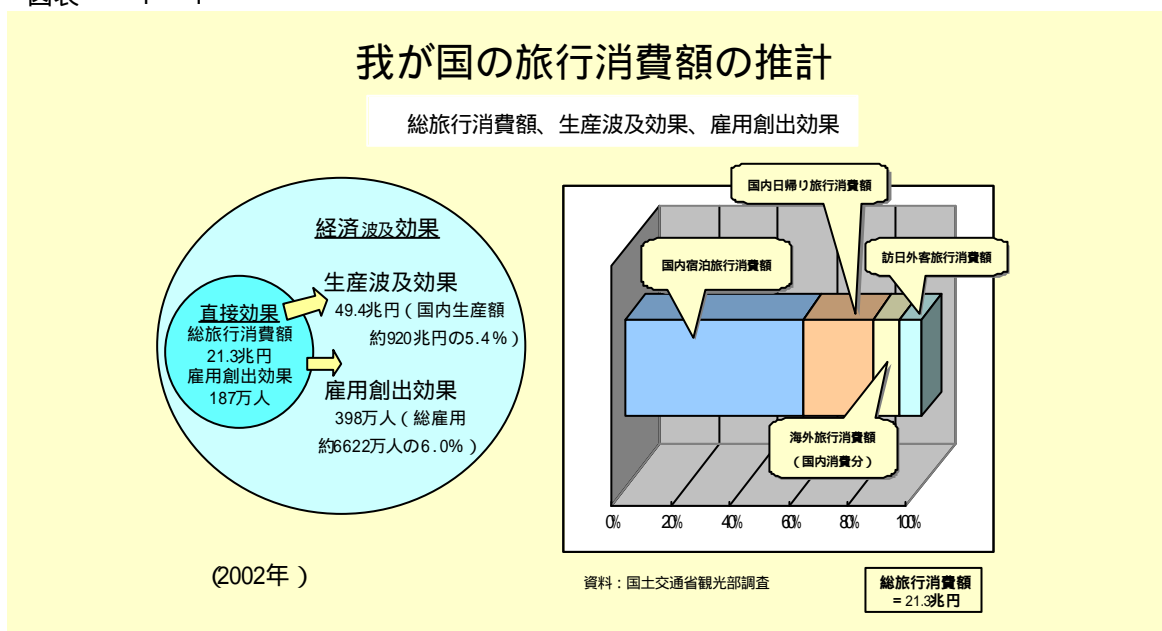 我が国の旅行消費額の推計
総旅行消費額、生産波及効果、雇用創出効果
経済波及効果
生産波及効果
49.4兆円（国内生産額
約920兆円の5.4％）
直接効果
総旅行消費額
21.3兆円
雇用創出効果
187万人
雇用創出効果
398万人（総雇用
約6622万人の6.0%）
(2002年）
国内日帰り旅行消費額
国内宿泊旅行消費額
訪日外客旅行消費額
海外旅行消費額
（国内消費分）
0% 20% 40% 60% 80% 100%
資料：国土交通省観光部調査
総旅行消費額
= 21.3兆円